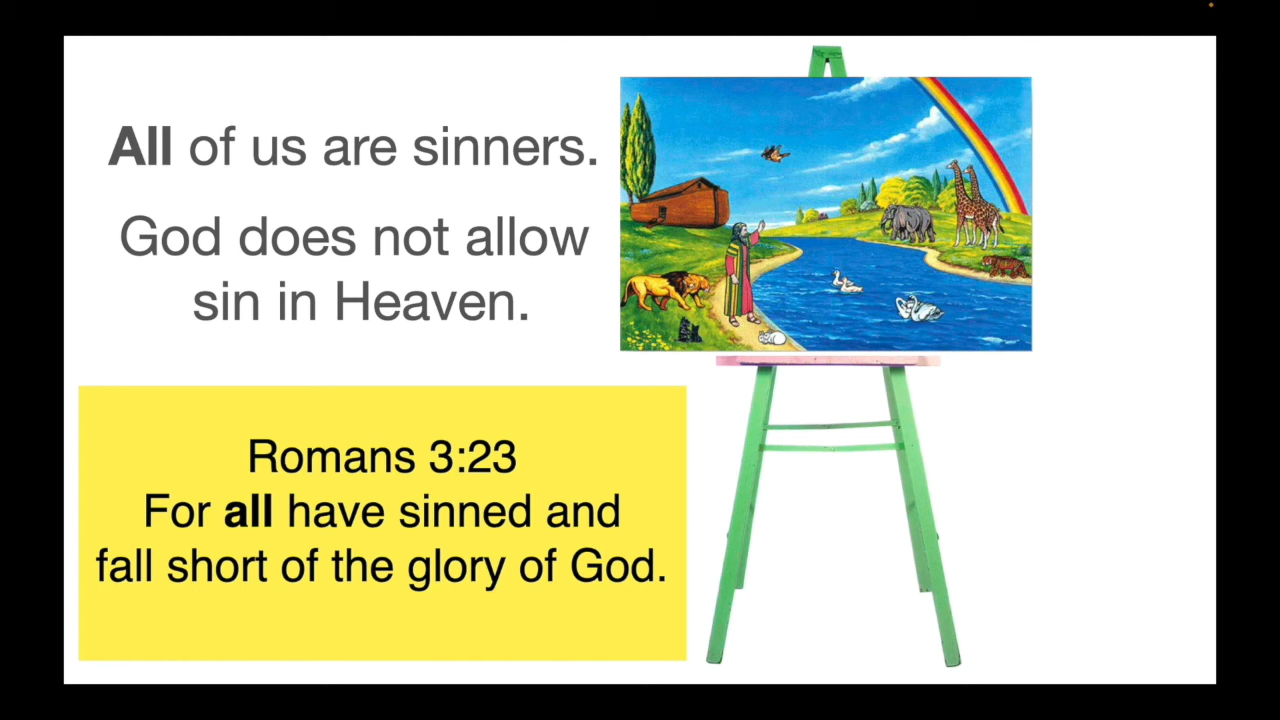 All of us are sinners.
God does not allow
sin in Heaven.
Romans 3:23
For all have sinned and
fall short of the glory of God.